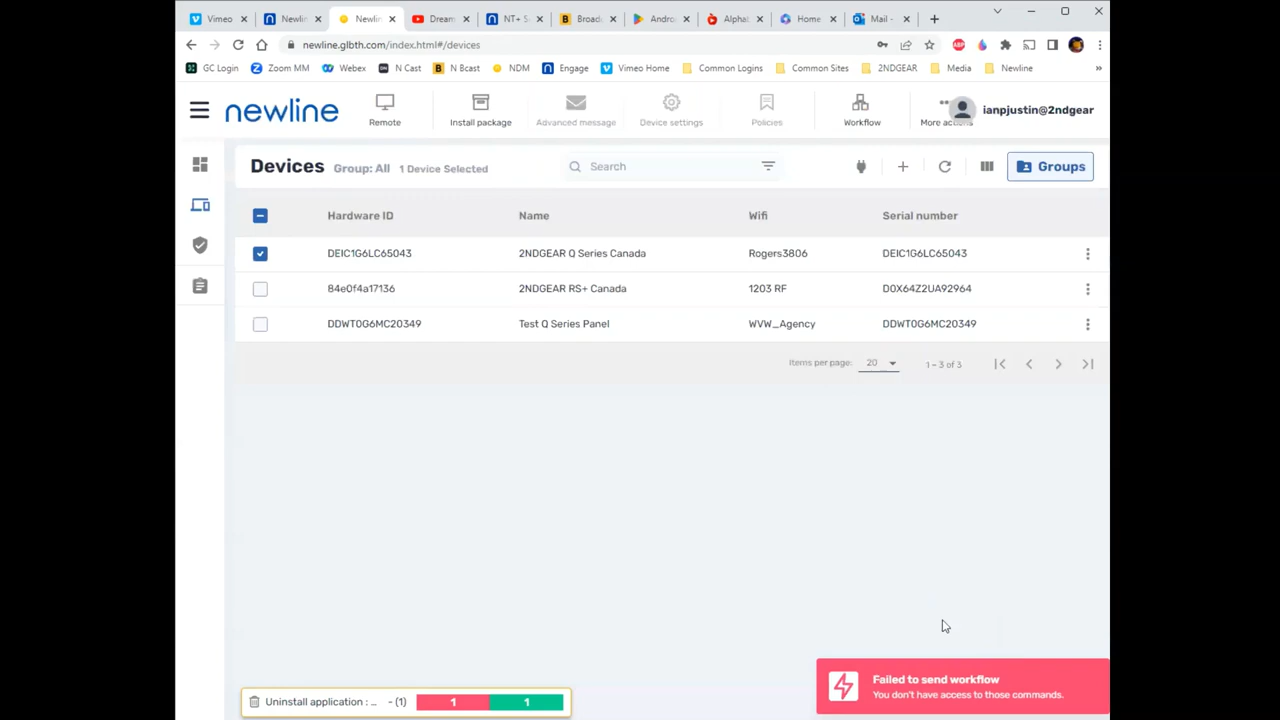 Vimeo
Newlin
Newlin
Dream
NT+ S
Broad
Andro
Alphab
Home
Mail -
newline.glbth.com/index.html#/devices
GC Login
Zoom MM
Webex
N Cast
N Bcast
NDM
Engage
Vimeo Home
Common Logins
Common Sites
2NDGEAR
Media
Newline
newline
Remote
Install package
Advanced message
Device settings
Policies
Workflow
More actions
ianpjustin@2ndgear
Devices Group: All 1 Device Selected
Search
Groups
Hardware ID Name Wifi Serial number
DEIC1G6LC65043 2NDGEAR Q Series Canada Rogers3806 DEIC1G6LC65043
84e0f4a17136 2NDGEAR RS+ Canada 1203 RF D0X64Z2UA92964
DDWT0G6MC20349 Test Q Series Panel WVW_Agency DDWT0G6MC20349
Items per page: 20 1 – 3 of 3
Failed to send workflow
You don't have access to those commands.
Uninstall application : ... - (1) 1 1